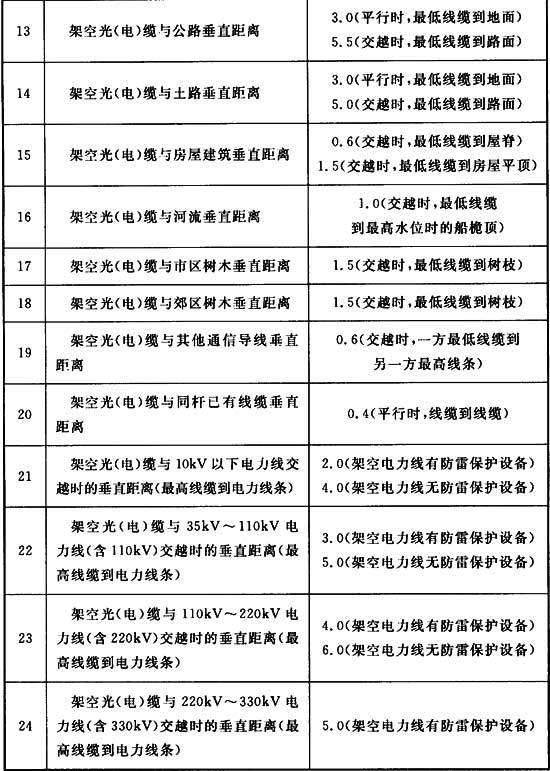 13
架空光(电)缆与公路垂直距离
3.0(平行时,最低线缆到地面)
5.5(交越时,最低线缆到路面)
14
架空光(电)缆与土路垂直距离
3.0(平行时,最低线缆到地面)
5.0(交越时,最低线缆到路面)
15
架空光(电)缆与房屋建筑垂直距离
0.6(交越时,最低线缆到屋脊)
1.5(交越时,最低线缆到房屋平顶)
16
架空光(电)缆与河流垂直距离
1.0(交越时,最低线缆
到最高水位时的船桅顶)
17
架空光(电)缆与市区树木垂直距离
1.5(交越时,最低线缆到树枝)
18
架空光(电)缆与郊区树木垂直距离
1.5(交越时,最低线缆到树枝)
19
架空光(电)缆与其他通信导线垂直
距离
0.6(交越时,一方最低线缆到
另一方最高线条)
20
架空光(电)缆与同杆已有线缆垂直
距离
0.4(平行时,线缆到线缆)
21
架空光(电)缆与10kV以下电力线交
越时的垂直距离(最高线缆到电力线条)
2.0(架空电力线有防雷保护设备)
4.0(架空电力线无防雷保护设备)
22
架空光(电)缆与35kV～110kV电
力线(含110kV)交越时的垂直距离(最
高线缆到电力线条)
3.0(架空电力线有防雷保护设备)
5.0(架空电力线无防雷保护设备)
23
架空光(电)缆与110kV～220kV电
力线(含220kV)交越时的垂直距离(最
高线缆到电力线条)
4.0(架空电力线有防雷保护设备)
6.0(架空电力线无防雷保护设备)
24
架空光(电)缆与220kV～330kV电
力线(含330kV)交越时的垂直距离(最
高线缆到电力线条)
5.0(架空电力线有防雷保护设备)